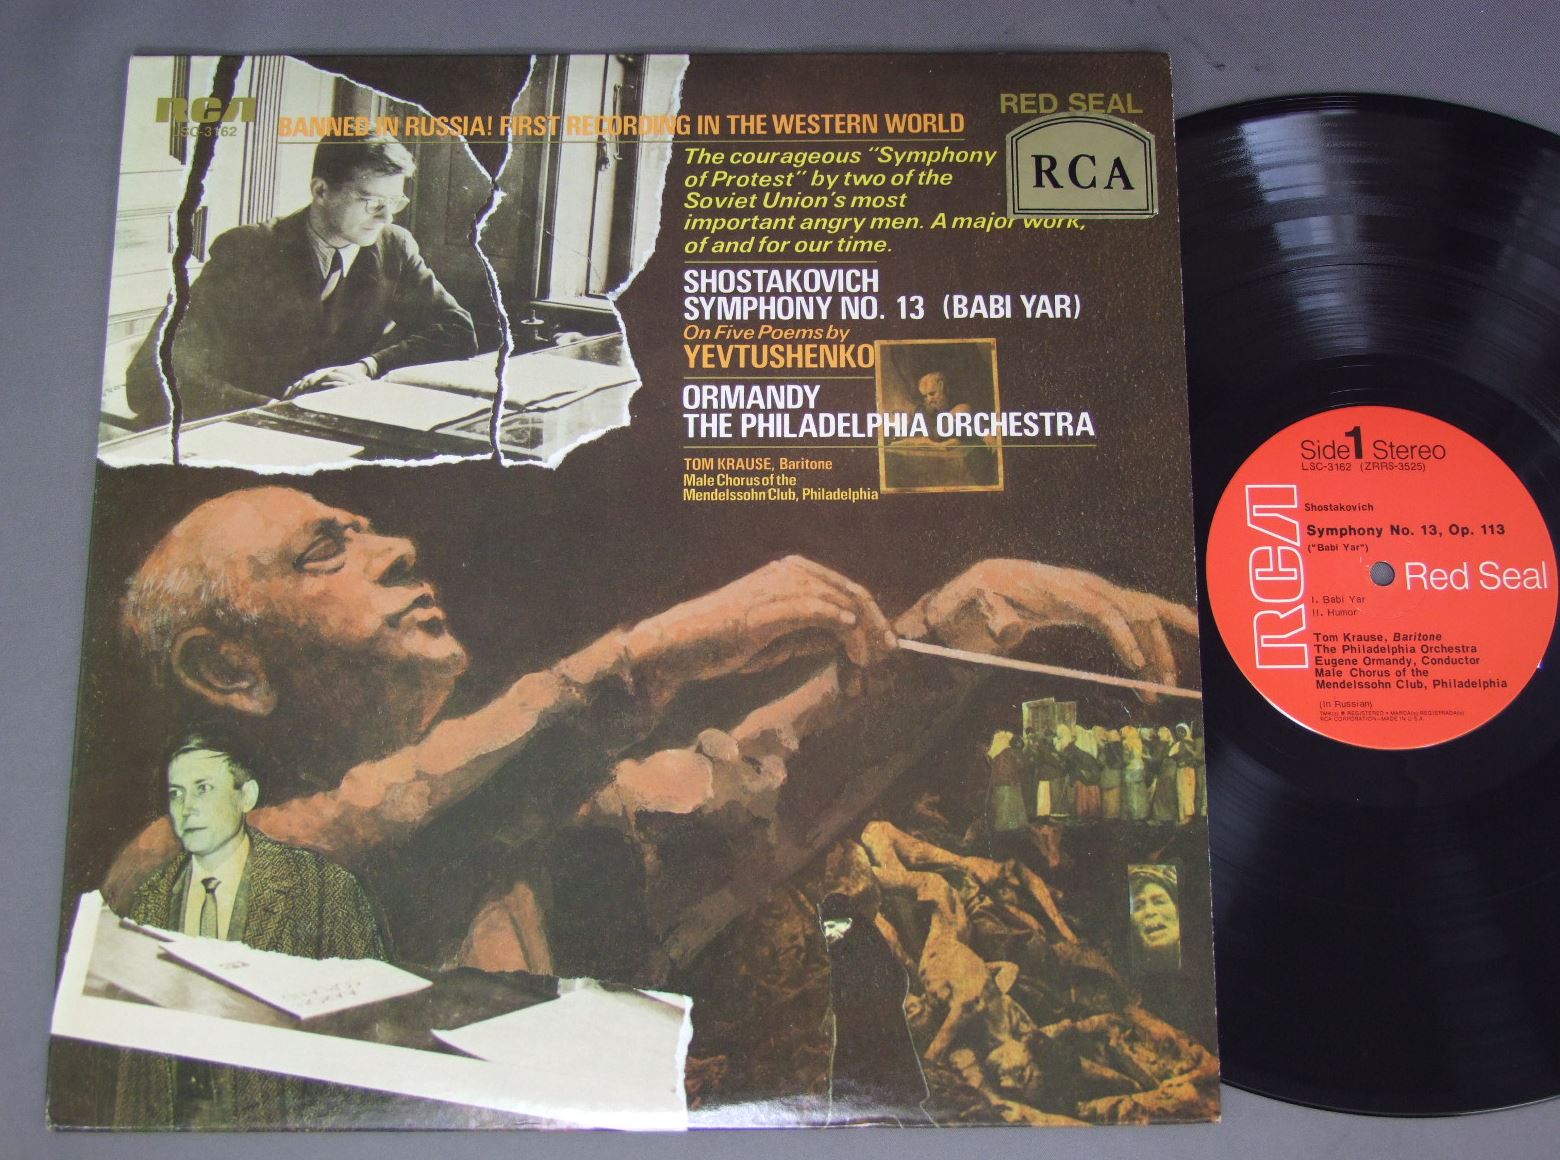 RCA
LSC-3162
BANNED IN RUSSIA! FIRST RECORDING IN THE WESTERN WORLD
RED SEAL
RCA
The courageous "Symphony
of Protest" by two of the
Soviet Union's most
important angry men. A major work,
of and for our time.
SHOSTAKOVICH
SYMPHONY NO. 13 (BABI YAR)
On Five Poems by
YEVTUSHENKO
ORMANDY
THE PHILADELPHIA ORCHESTRA
TOM KRAUSE, Baritone
Male Chorus of the
Mendelssohn Club, Philadelphia
Side 1 Stereo
LSC-3162 (ZRRS-3525)
Shostakovich
Symphony No. 13, Op. 113
("Babi Yar")
RCA
Red Seal
I. Babi Yar
II. Humor
Tom Krause, Baritone
The Philadelphia Orchestra
Eugene Ormandy, Conductor
Male Chorus of the
Mendelssohn Club, Philadelphia
(In Russian)
TMK(s) ® REGISTERED • MARCA(s) REGISTRADA(s)
RCA CORPORATION—MADE IN U.S.A.